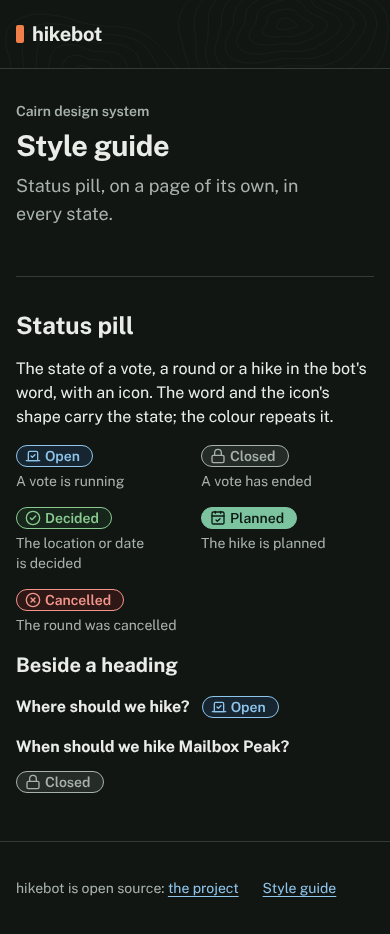 hikebot
Cairn design system
Style guide
Status pill, on a page of its own, in
every state.
Status pill
The state of a vote, a round or a hike in the bot's
word, with an icon. The word and the icon's
shape carry the state; the colour repeats it.
Open
A vote is running
Closed
A vote has ended
Decided
The location or date
is decided
Planned
The hike is planned
Cancelled
The round was cancelled
Beside a heading
Where should we hike? Open
When should we hike Mailbox Peak?
Closed
hikebot is open source: the project Style guide